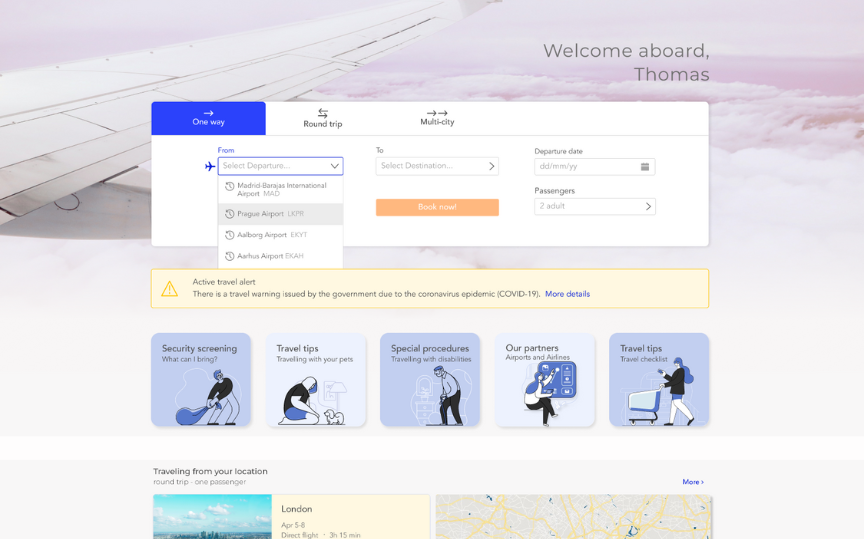 Welcome aboard,
Thomas
One way
Round trip
Multi-city
From
Select Departure...
To
Select Destination...
Departure date
dd/mm/yy
Madrid-Barajas International
Airport MAD
Prague Airport LKPR
Aalborg Airport EKYT
Aarhus Airport EKAH
Book now!
Passengers
2 adult
Active travel alert
There is a travel warning issued by the government due to the coronavirus epidemic (COVID-19). More details
Security screening
What can I bring?
Travel tips
Travelling with your pets
Special procedures
Travelling with disabilities
Our partners
Airports and Airlines
Travel tips
Travel checklist
Traveling from your location
round trip - one passenger
More ›
London
Apr 5-8
Direct flight · 3h 15 min